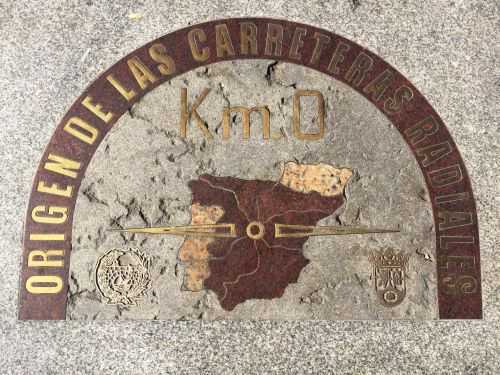 ORIGEN DE LAS CARRETERAS RADIALES
Km. 0